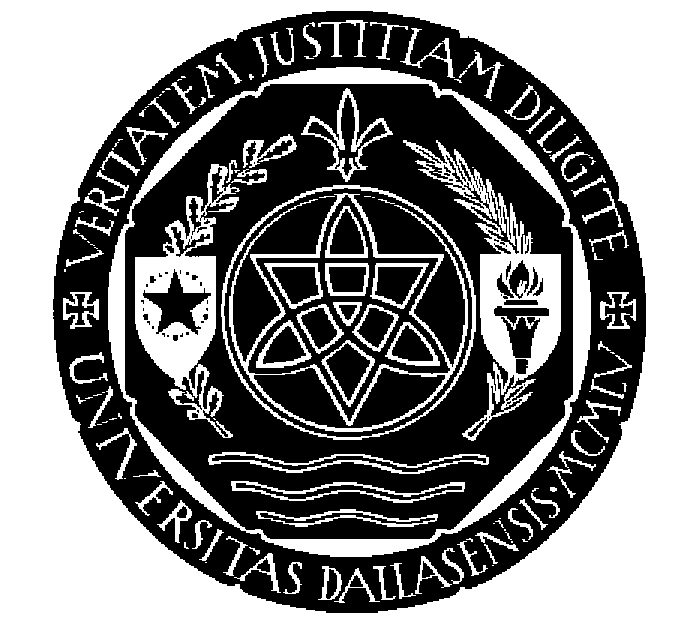 VERITATEM, JUSTITIAM DILIGITE
UNIVERSITAS DALLASENSIS·MCMLV